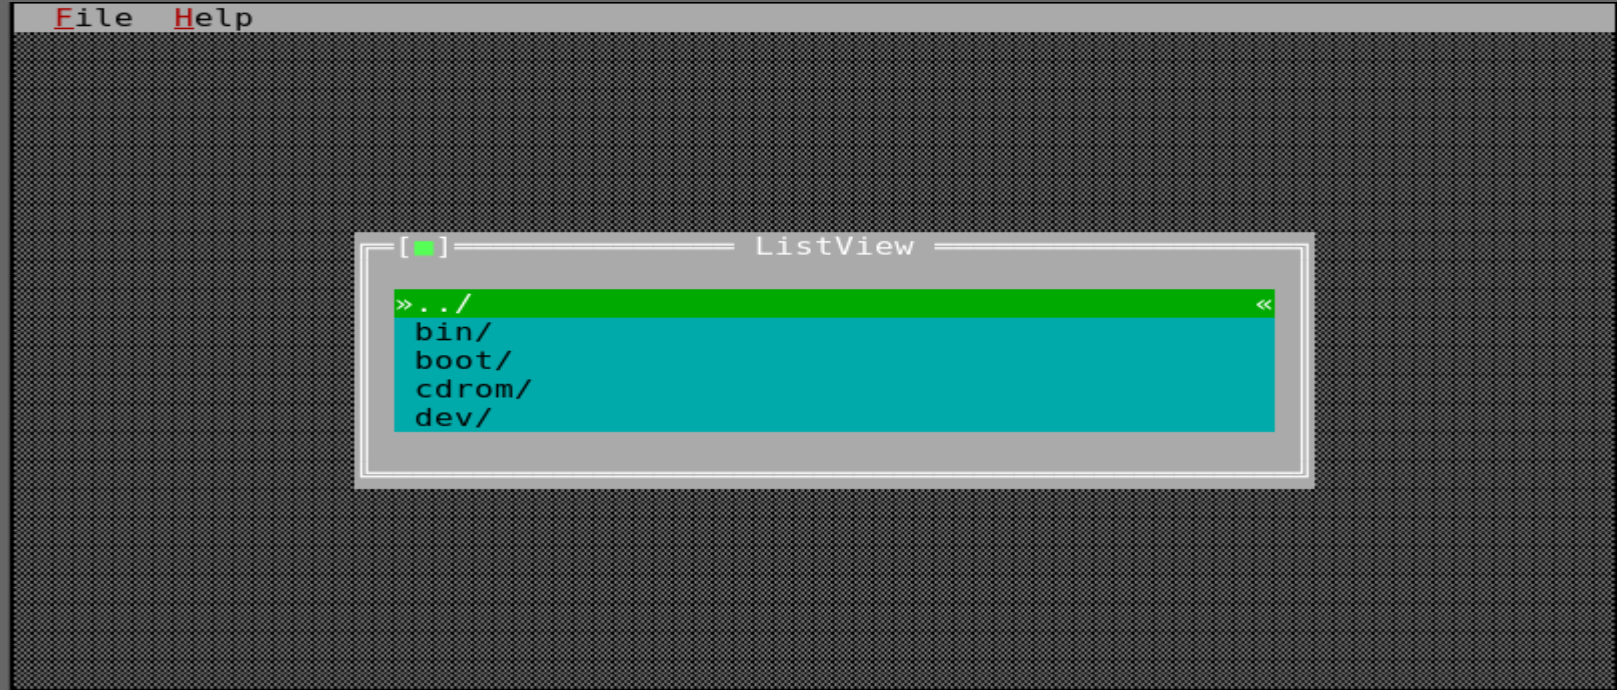 File Help
[■] ListView
»../ «
bin/
boot/
cdrom/
dev/